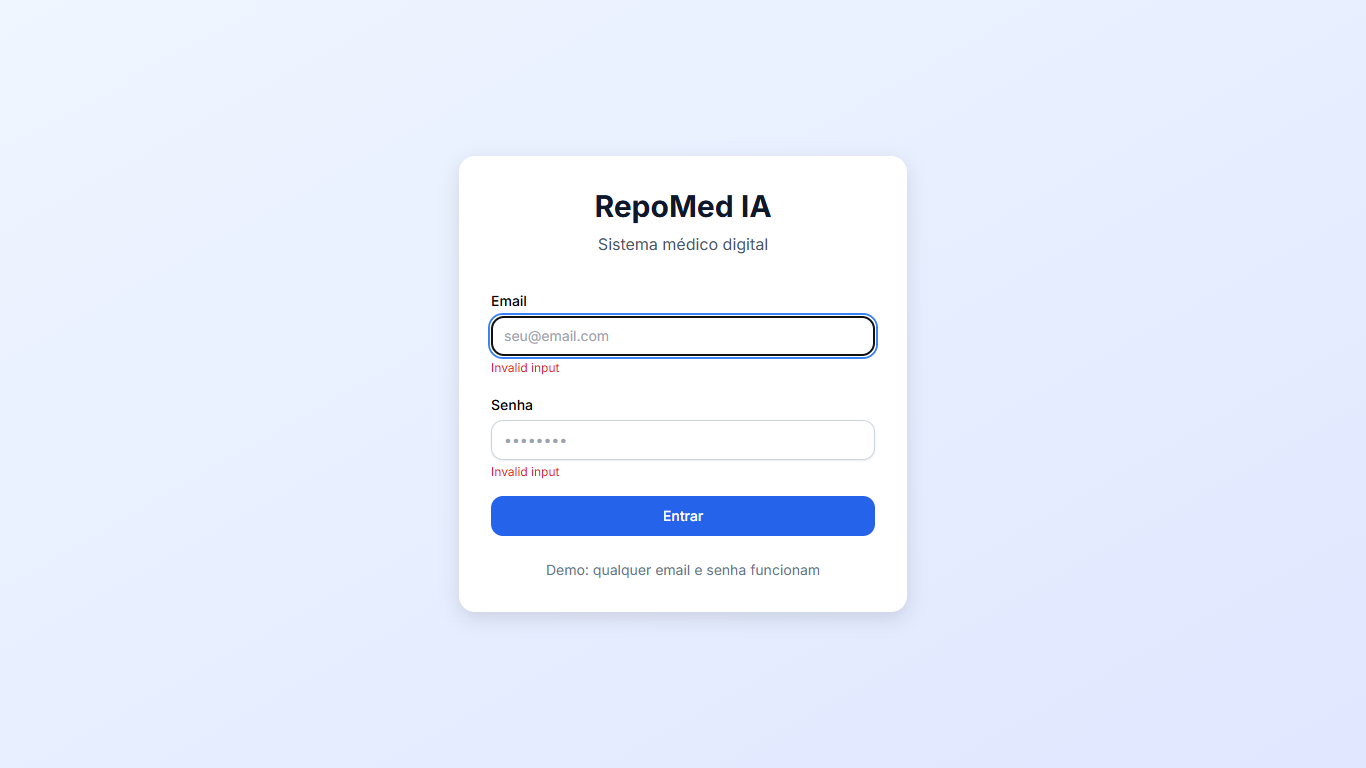 RepoMed IA
Sistema médico digital
Email
seu@email.com
Invalid input
Senha
••••••••
Invalid input
Entrar
Demo: qualquer email e senha funcionam